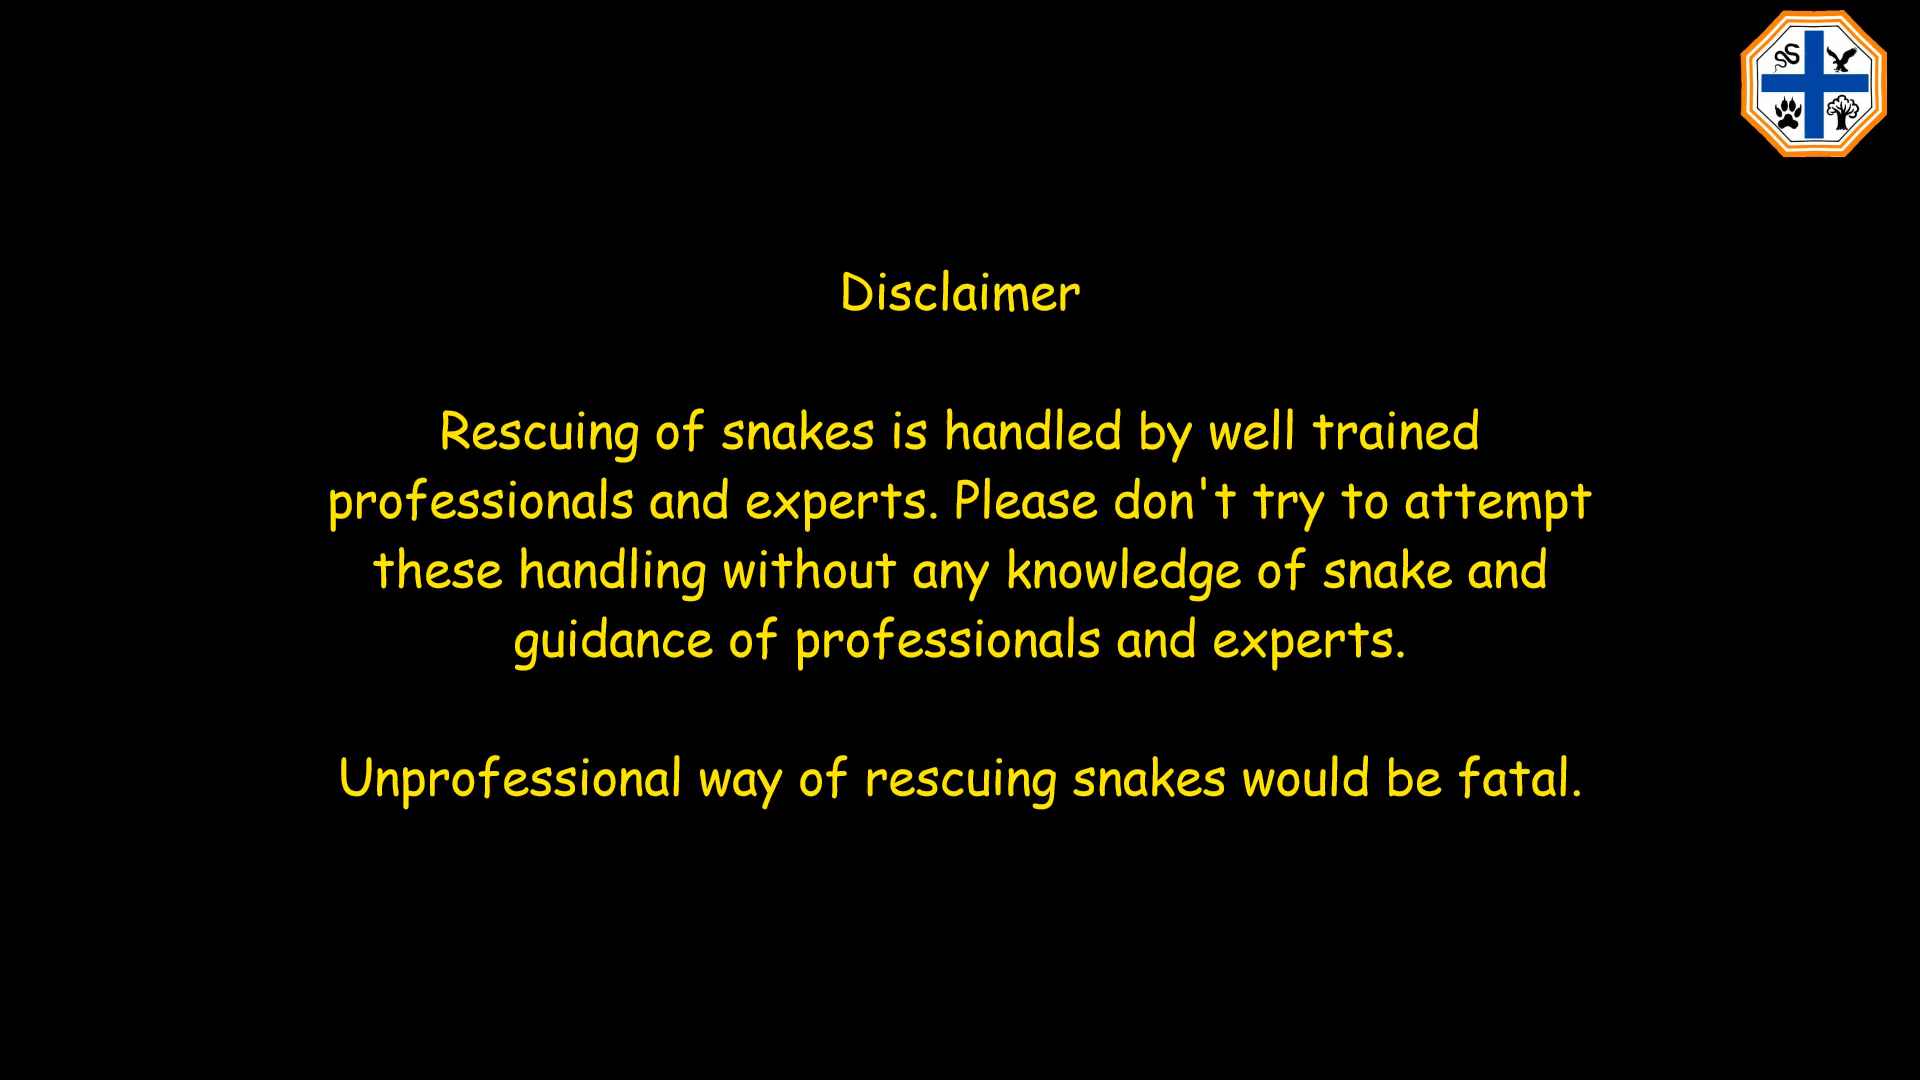 Disclaimer
Rescuing of snakes is handled by well trained
professionals and experts. Please don't try to attempt
these handling without any knowledge of snake and
guidance of professionals and experts.
Unprofessional way of rescuing snakes would be fatal.